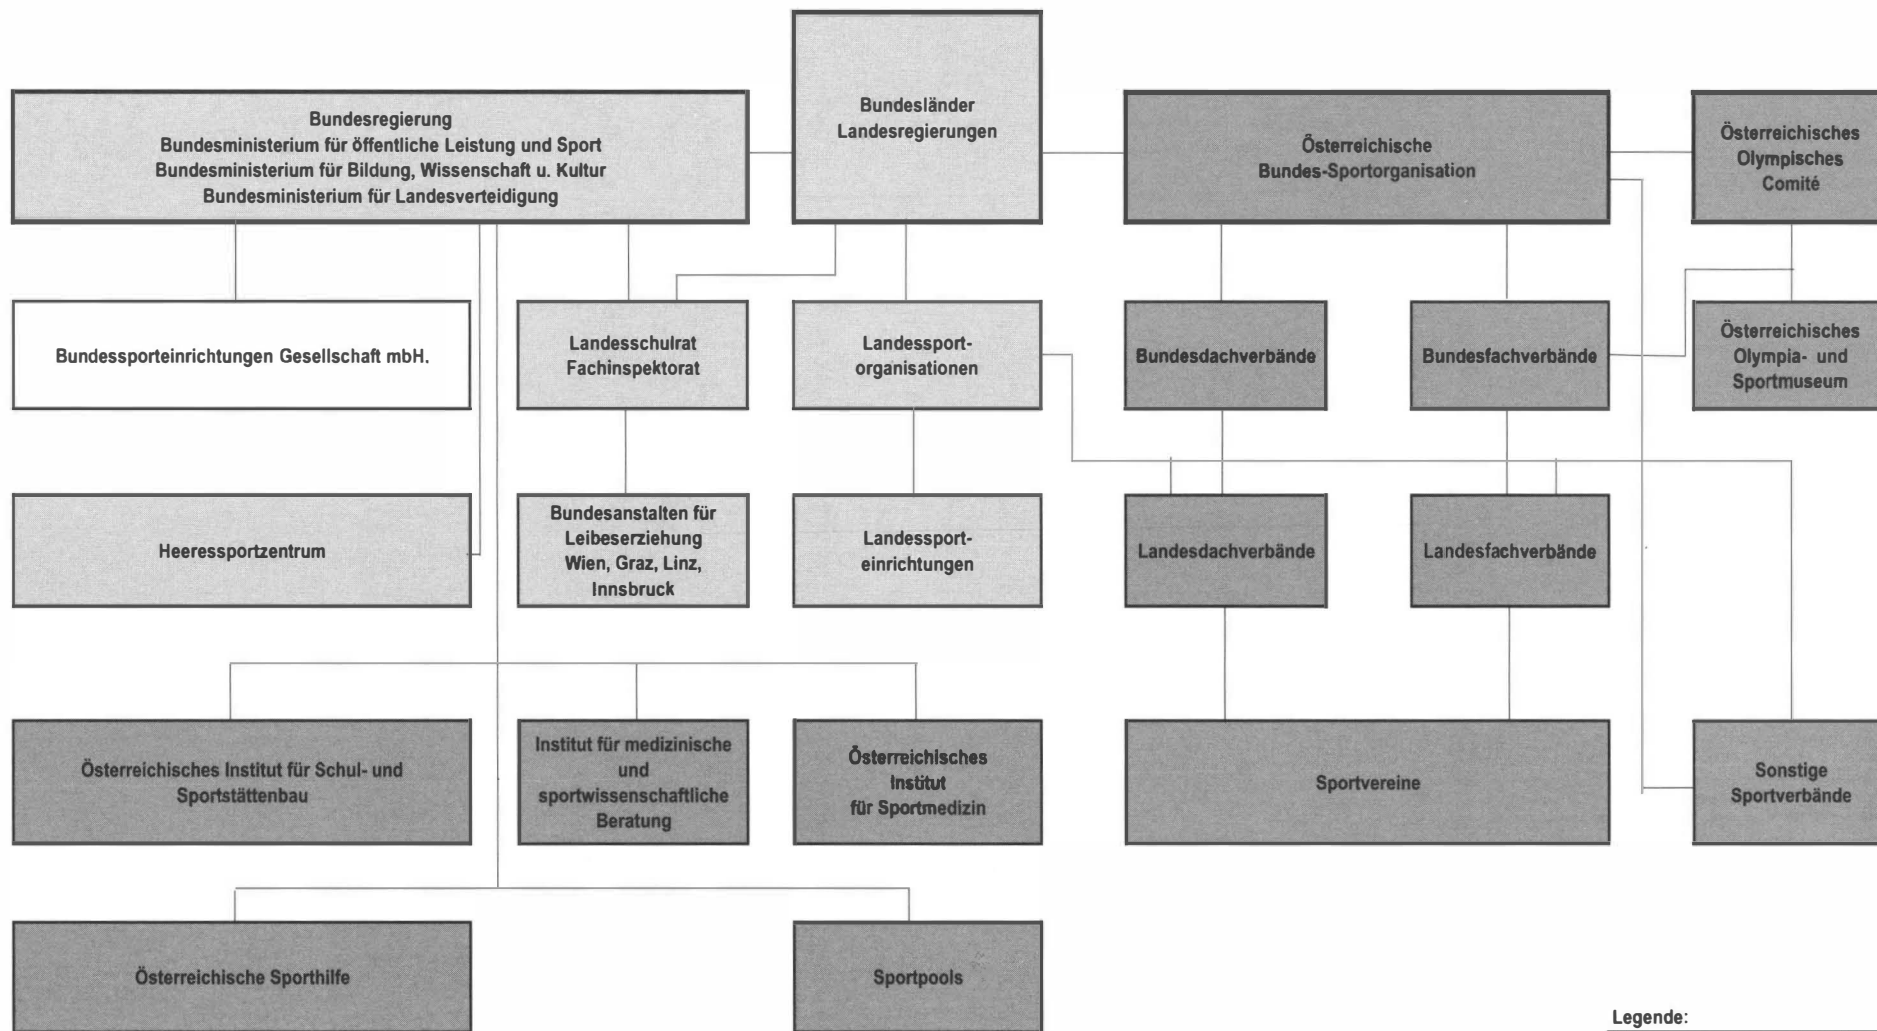 Bundesregierung
Bundesministerium für öffentliche Leistung und Sport
Bundesministerium für Bildung, Wissenschaft u. Kultur
Bundesministerium für Landesverteidigung
Bundesländer
Landesregierungen
Österreichische
Bundes-Sportorganisation
Österreichisches
Olympisches
Comité
Bundessporteinrichtungen Gesellschaft mbH.
Landesschulrat
Fachinspektorat
Landessport-
organisationen
Bundesdachverbände
Bundesfachverbände
Österreichisches
Olympia- und
Sportmuseum
Heeressportzentrum
Bundesanstalten für
Leibeserziehung
Wien, Graz, Linz,
Innsbruck
Landessport-
einrichtungen
Landesdachverbände
Landesfachverbände
Österreichisches Institut für Schul- und
Sportstättenbau
Institut für medizinische
und
sportwissenschaftliche
Beratung
Österreichisches
Institut
für Sportmedizin
Sportvereine
Sonstige
Sportverbände
Österreichische Sporthilfe
Sportpools
Legende: